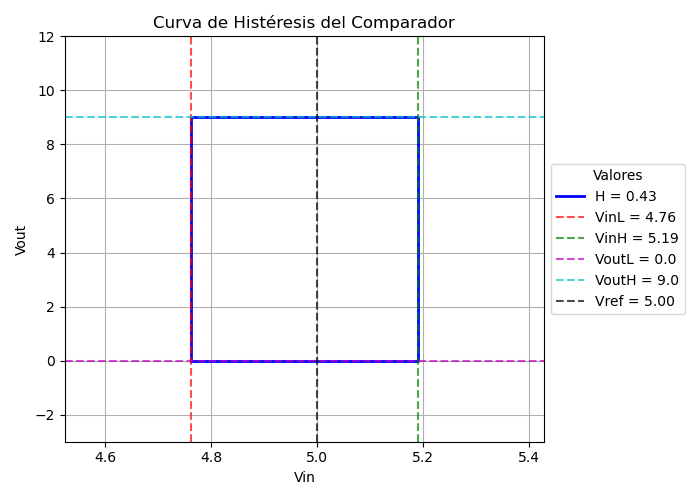 Curva de Histéresis del Comparador
Vout
12
10
8
6
4
2
0
−2
4.6
4.8
5.0
5.2
5.4
Vin
Valores
H = 0.43
VinL = 4.76
VinH = 5.19
VoutL = 0.0
VoutH = 9.0
Vref = 5.00